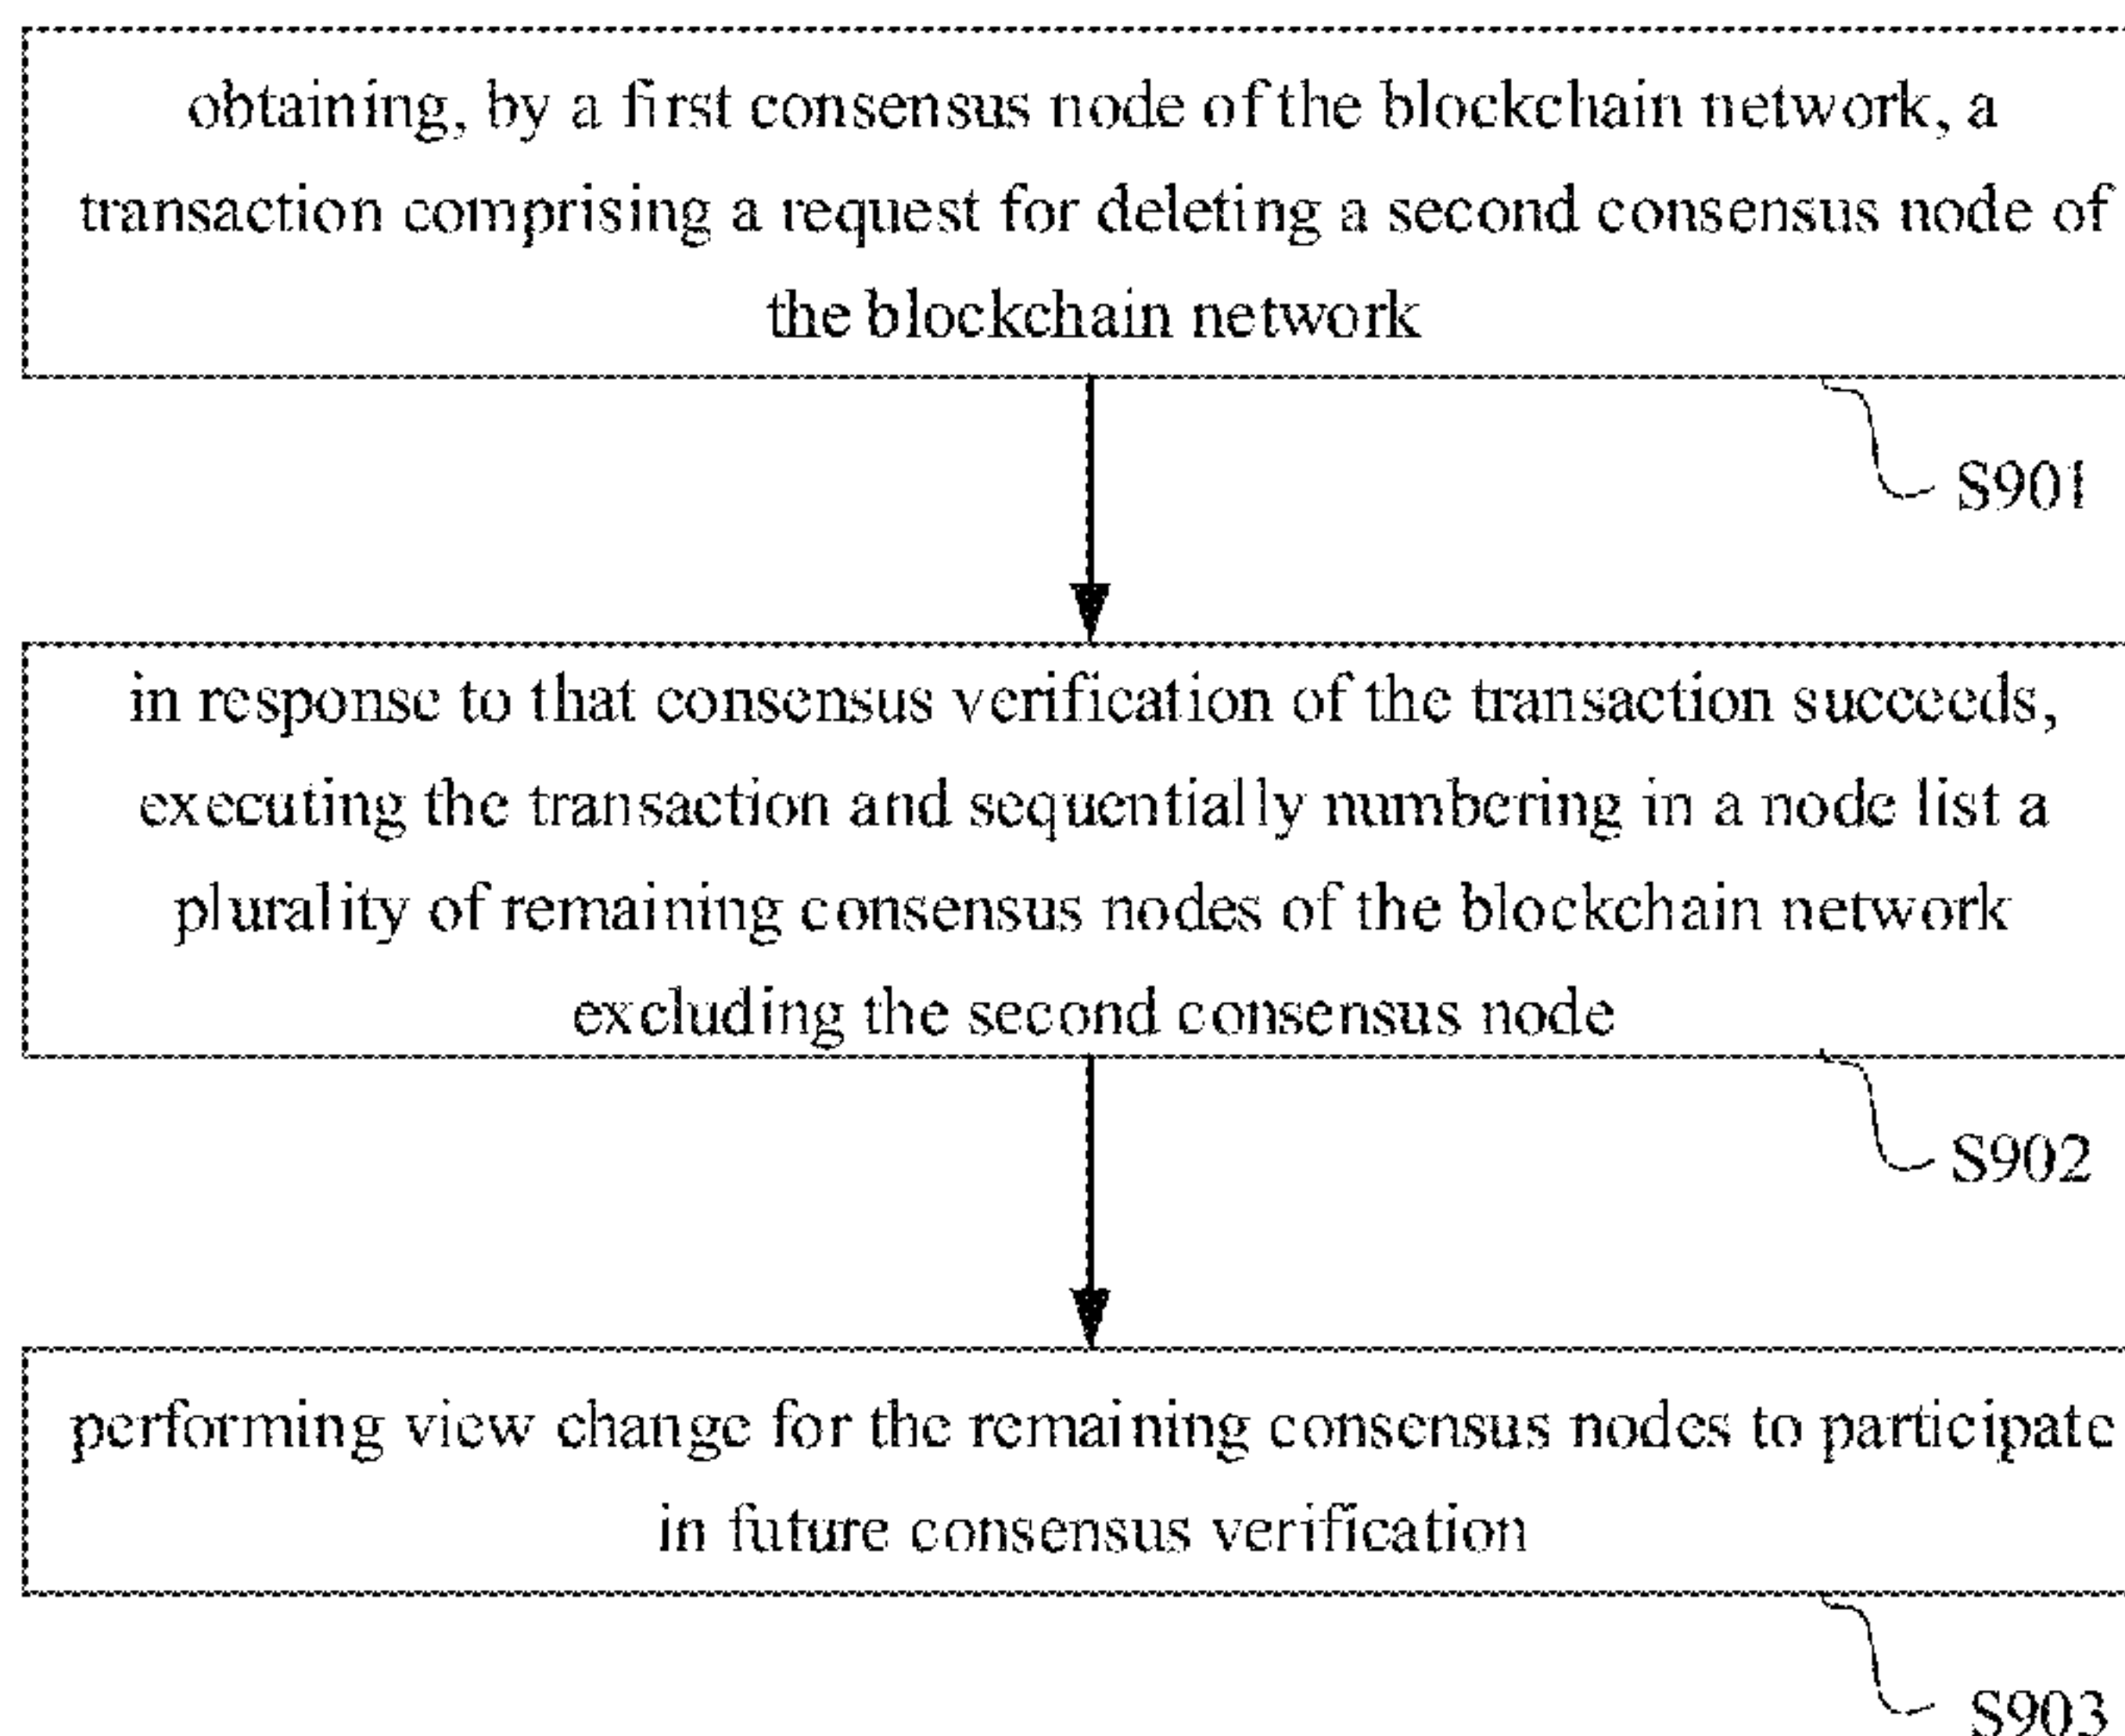 obtaining, by a first consensus node of the blockchain network, a
transaction comprising a request for deleting a second consensus node of
the blockchain network
S901
in response to that consensus verification of the transaction succeeds,
executing the transaction and sequentially numbering in a node list a
plurality of remaining consensus nodes of the blockchain network
excluding the second consensus node
S902
performing view change for the remaining consensus nodes to participate
in future consensus verification
S903